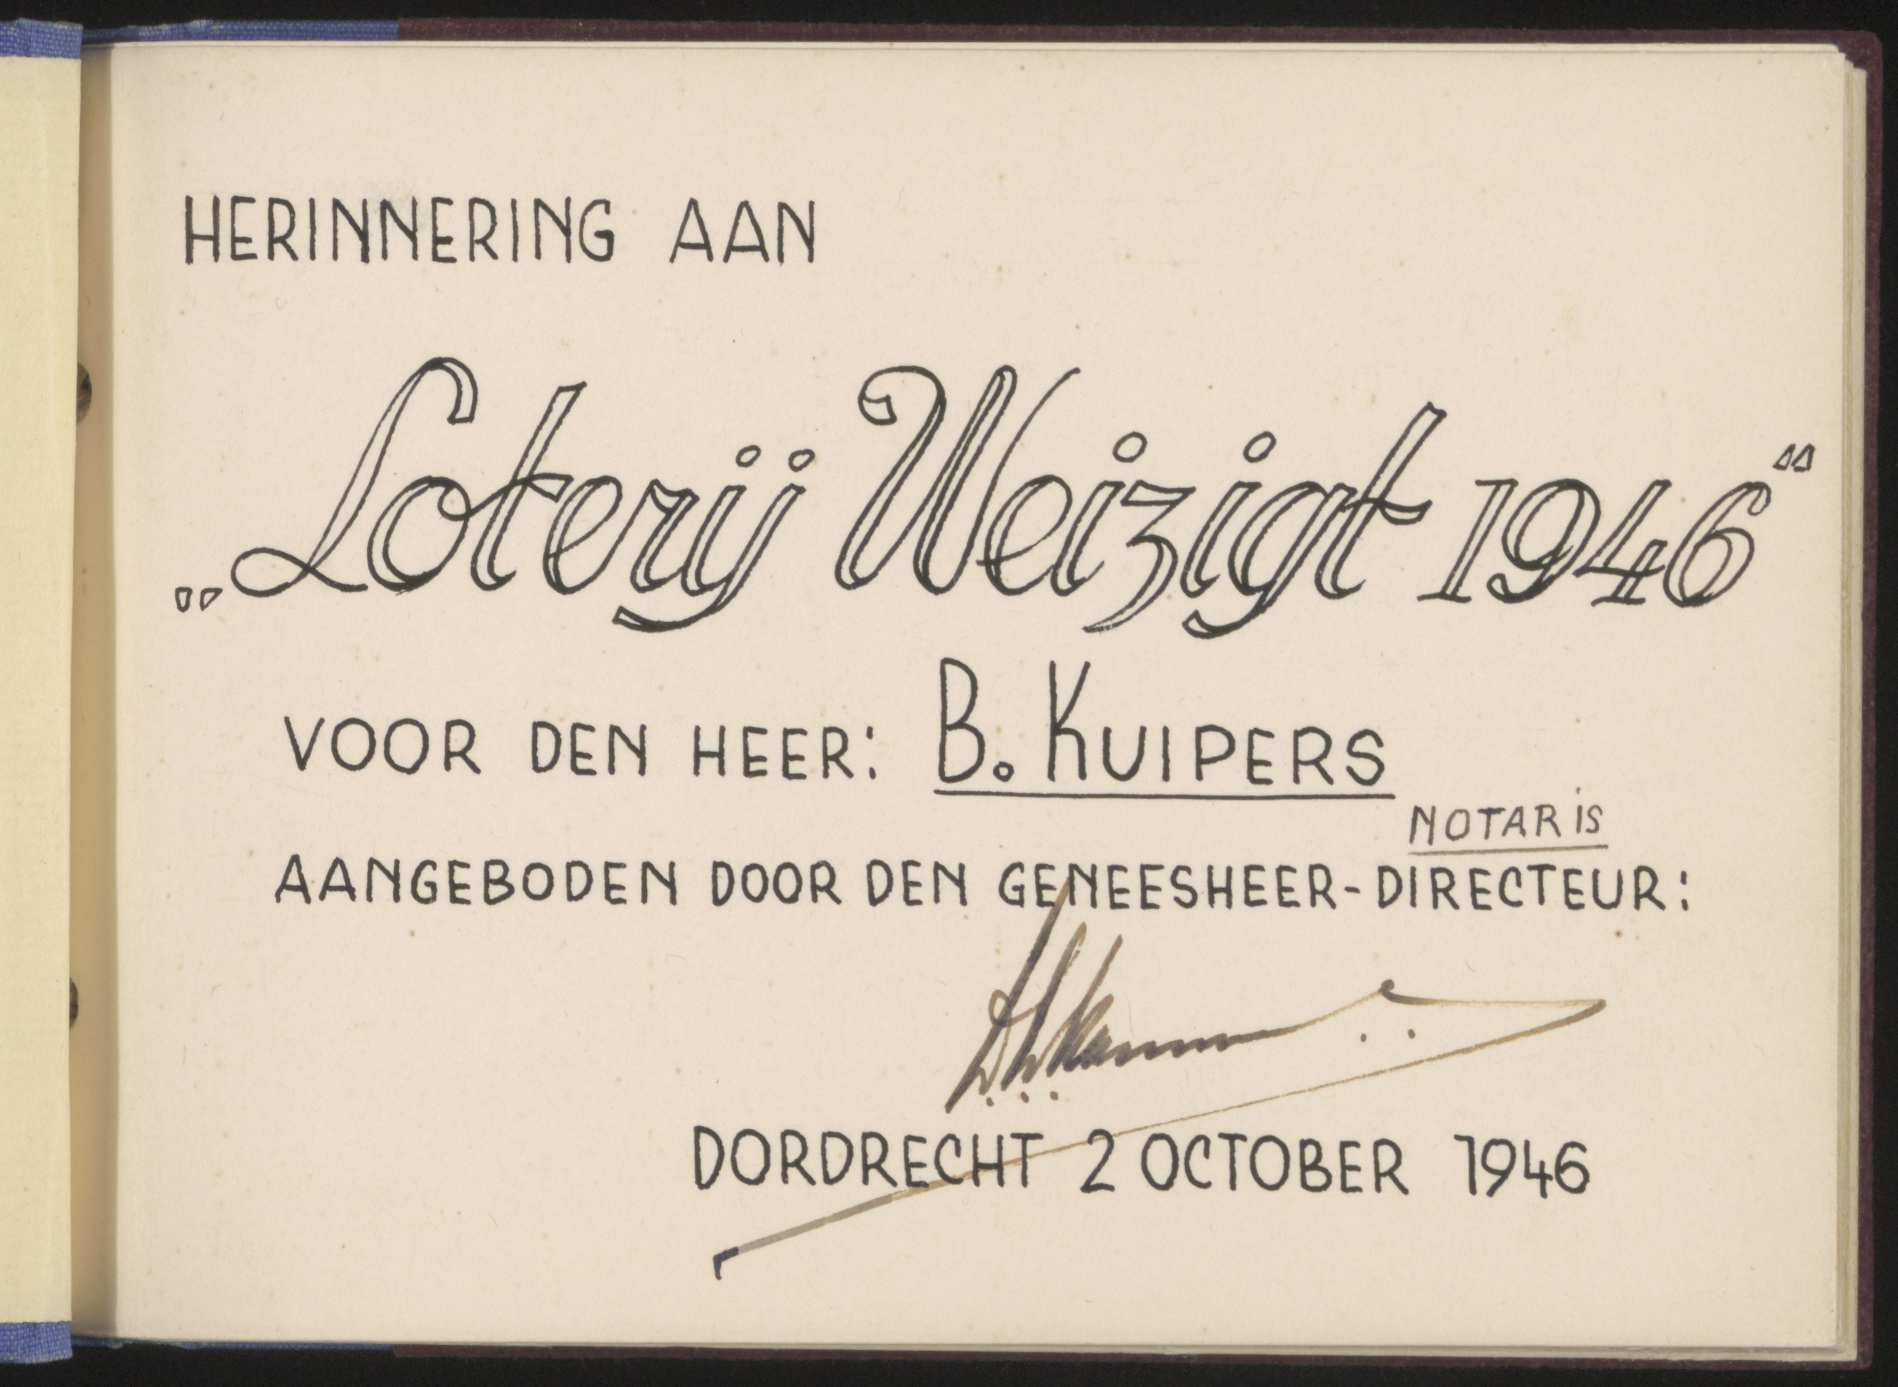 HERINNERING AAN
„Loterij Weizigt 1946“
VOOR DEN HEER: B. KUIPERS
NOTARIS
AANGEBODEN DOOR DEN GENEESHEER-DIRECTEUR:
DORDRECHT 2 OCTOBER 1946